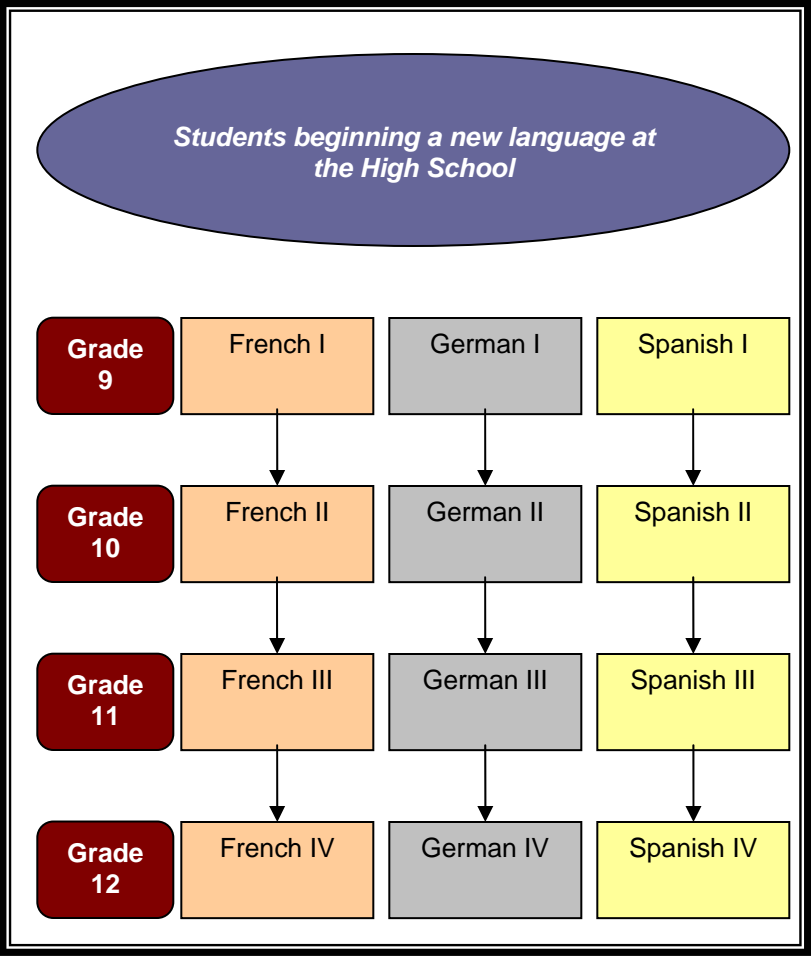 Students beginning a new language at
the High School
Grade
9
French I
German I
Spanish I
Grade
10
French II
German II
Spanish II
Grade
11
French III
German III
Spanish III
Grade
12
French IV
German IV
Spanish IV